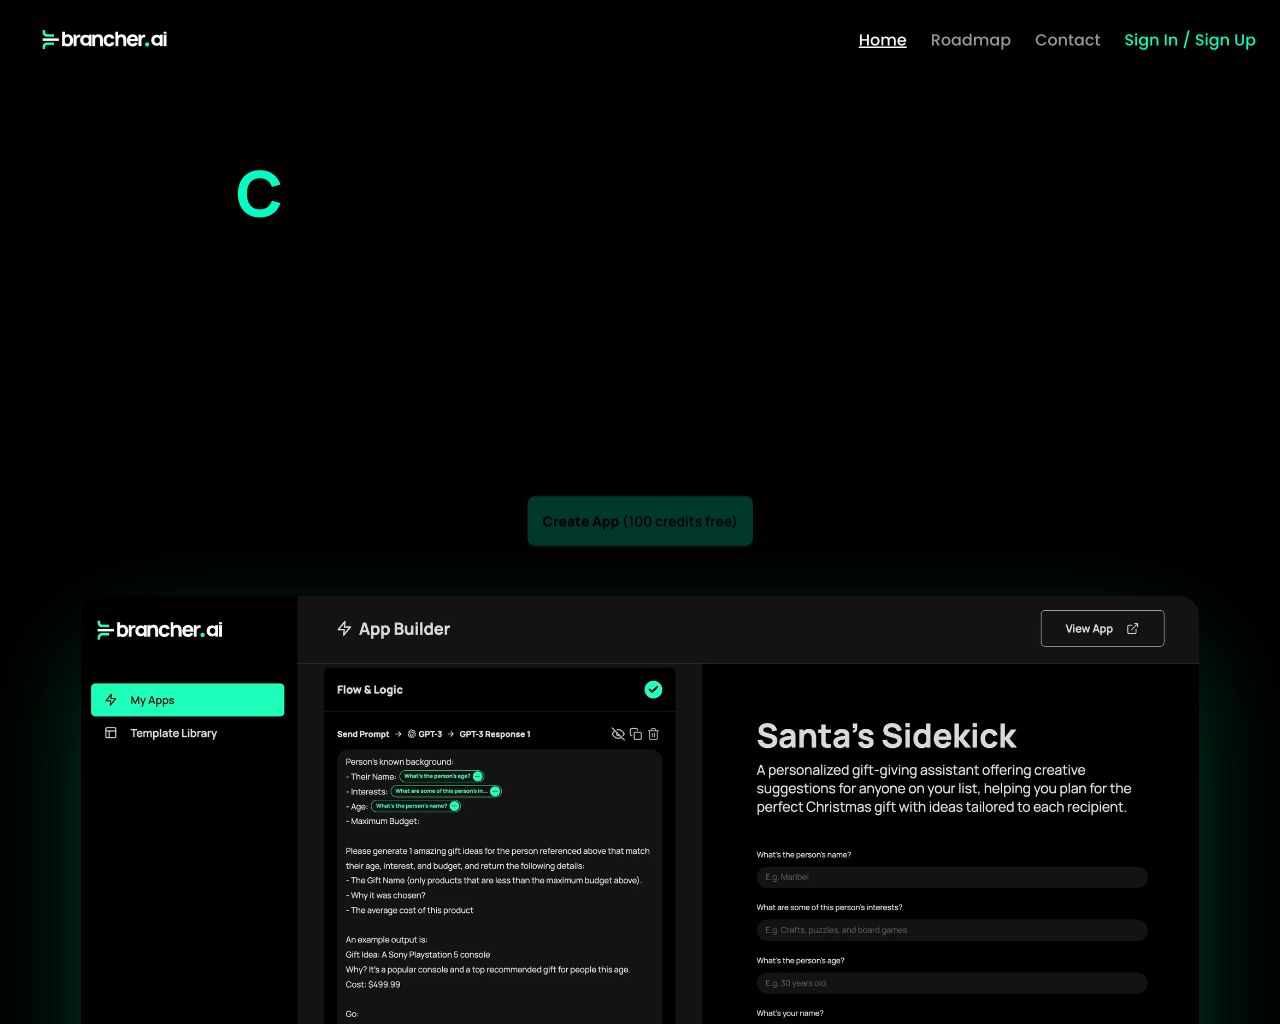 brancher.ai
Home
Roadmap
Contact
Sign In / Sign Up
C
Create App (100 credits free)
brancher.ai
My Apps
Template Library
App Builder
View App
Flow & Logic
Send Prompt → GPT-3 → GPT-3 Response 1
Person's known background:
- Their Name: What's the person's age?
- Interests: What are some of this person's in...
- Age: What's the person's name?
- Maximum Budget:
Please generate 1 amazing gift ideas for the person referenced above that match
their age, interest, and budget, and return the following details:
- The Gift Name (only products that are less than the maximum budget above).
- Why it was chosen?
- The average cost of this product
An example output is:
Gift Idea: A Sony Playstation 5 console
Why? It's a popular console and a top recommended gift for people this age.
Cost: $499.99
Go:
Santa's Sidekick
A personalized gift-giving assistant offering creative
suggestions for anyone on your list, helping you plan for the
perfect Christmas gift with ideas tailored to each recipient.
What's the person's name?
E.g. Maribel
What are some of this person's interests?
E.g. Crafts, puzzles, and board games.
What's the person's age?
E.g. 30 years old
What's your name?